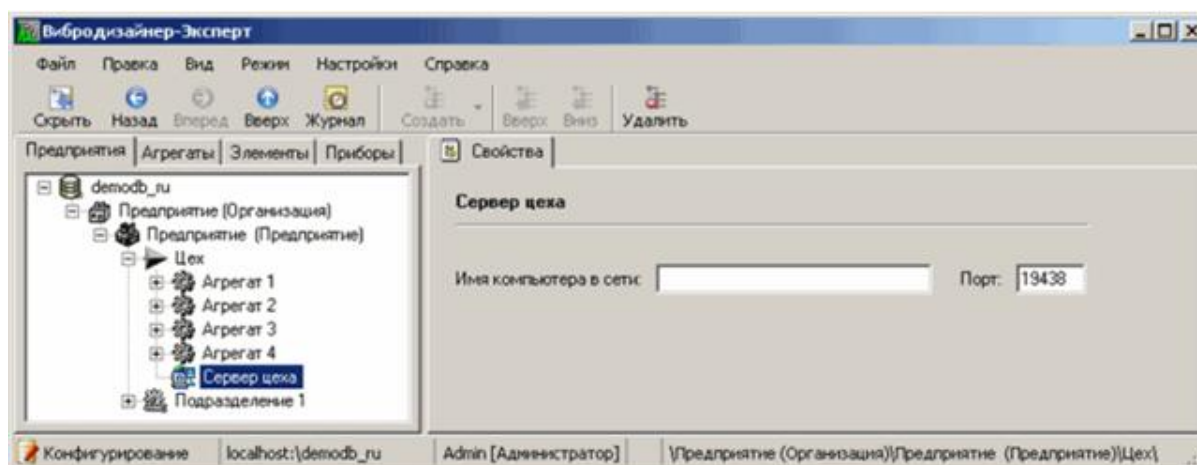 Вибродизайнер-Эксперт
Файл Правка Вид Режим Настройки Справка
Скрыть Назад Вперед Вверх Журнал Создать Вверх Вниз Удалить
Предприятия Агрегаты Элементы Приборы Свойства
demodb_ru
Предприятие (Организация)
Предприятие (Предприятие)
Цех
Агрегат 1
Агрегат 2
Агрегат 3
Агрегат 4
Сервер цеха
Подразделение 1
Сервер цеха
Имя компьютера в сети: Порт: 19438
Конфигурирование localhost:\demodb_ru Admin [Администратор] \Предприятие (Организация)\Предприятие (Предприятие)\Цех\